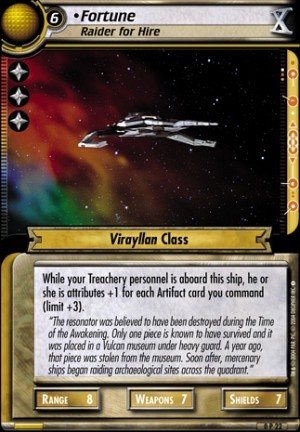 6
•Fortune
Raider for Hire
Virayllan Class
While your Treachery personnel is aboard this ship, he or
she is attributes +1 for each Artifact card you command
(limit +3).
"The resonator was believed to have been destroyed during the Time
of the Awakening. Only one piece is known to have survived and it
was placed in a Vulcan museum under heavy guard. A year ago,
that piece was stolen from the museum. Soon after, mercenary
ships began raiding archaeological sites across the quadrant."
RANGE 8
WEAPONS 7
SHIELDS 7